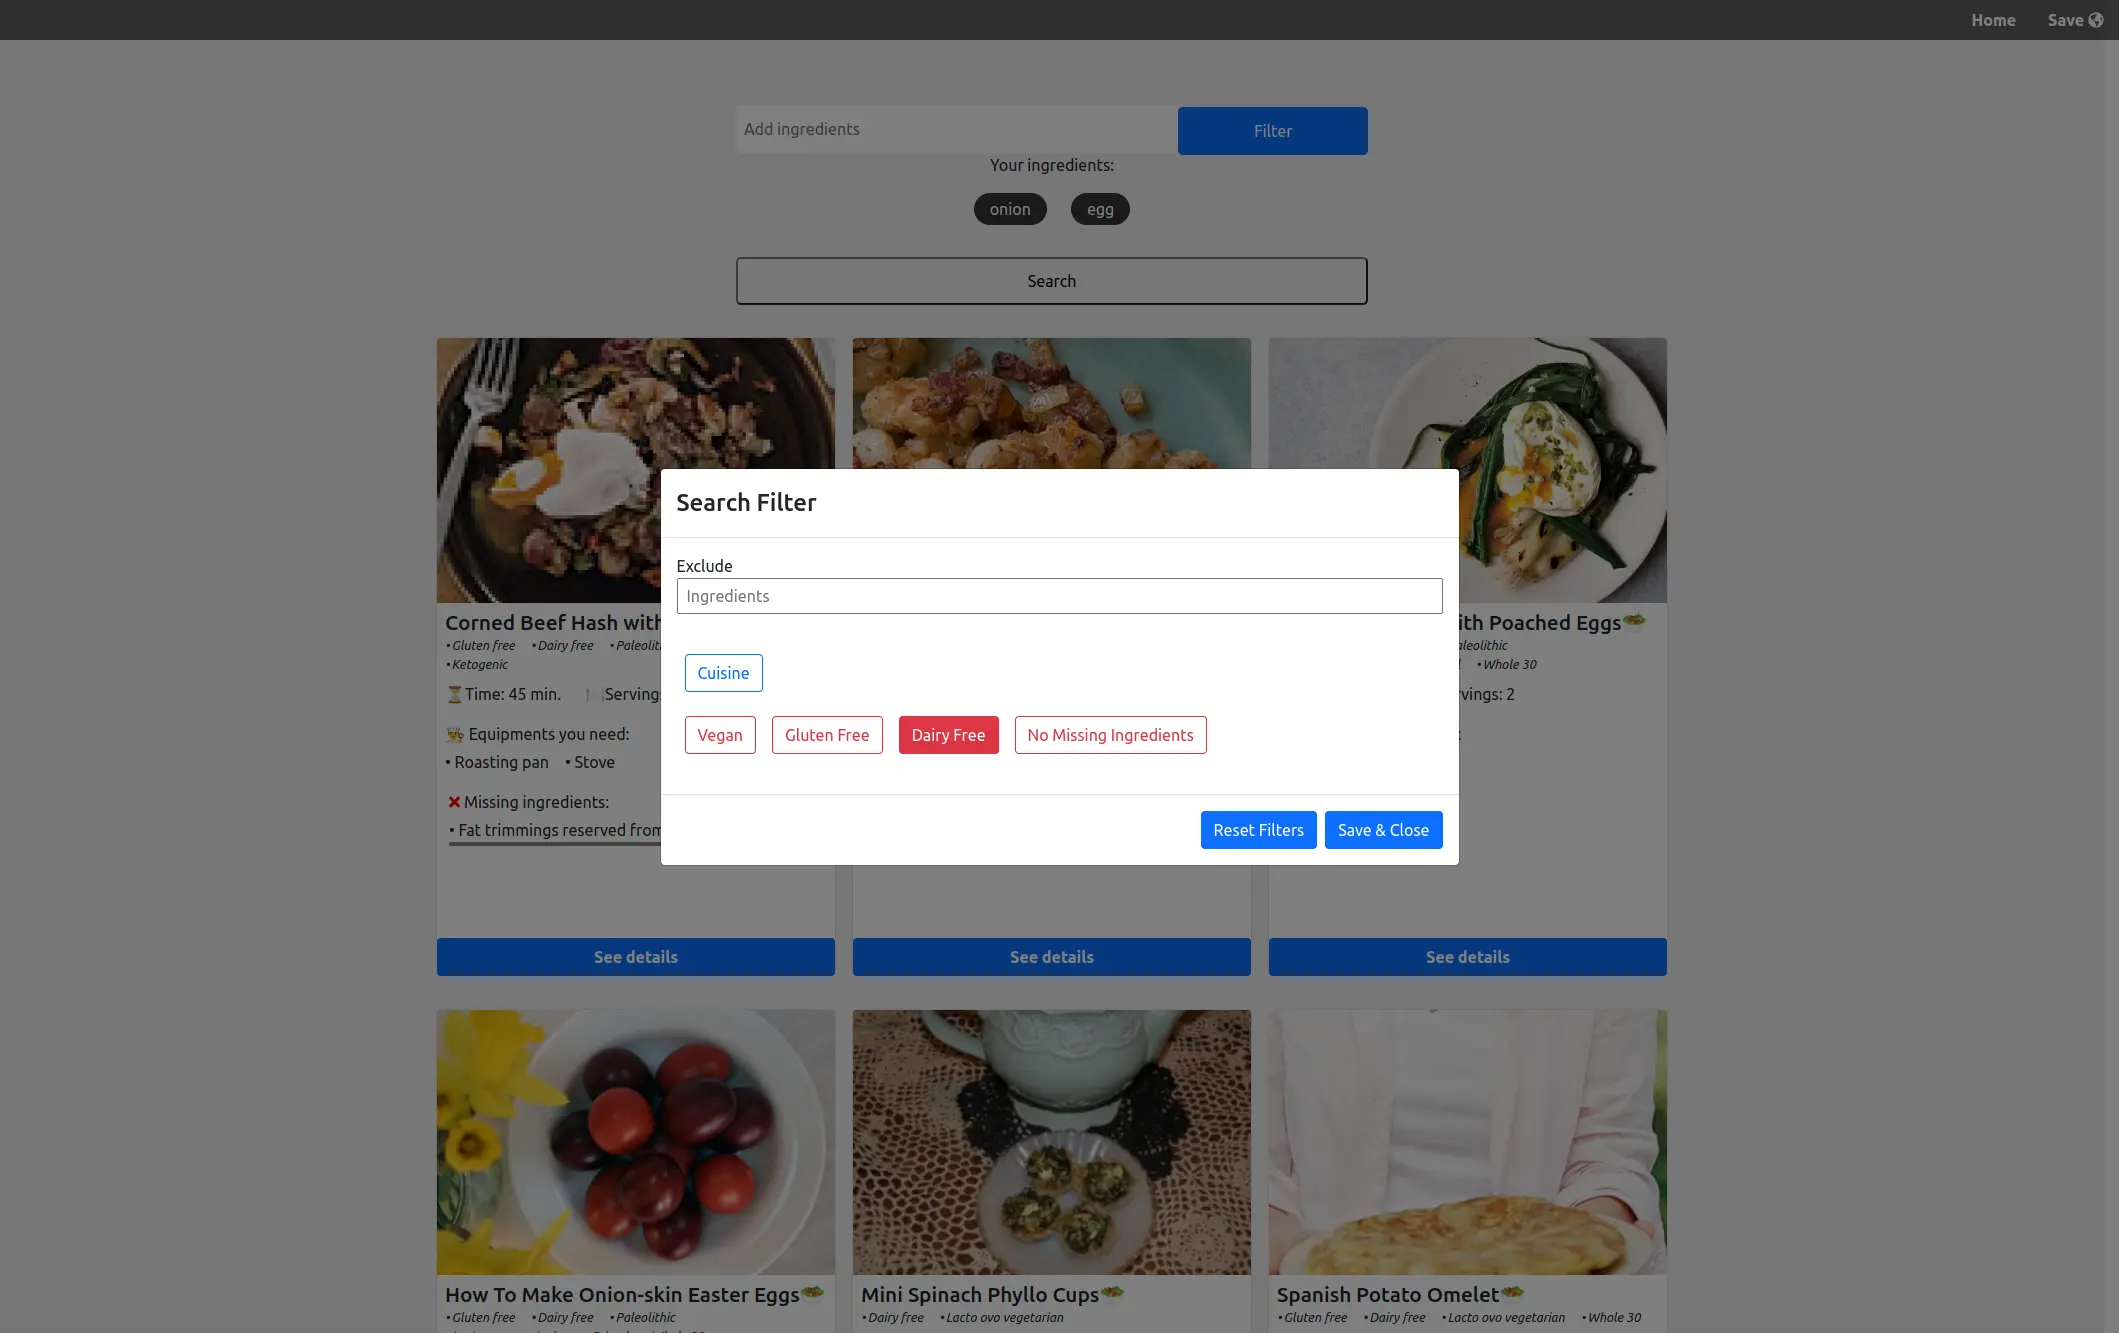 Home Save
Add ingredients Filter
Your ingredients:
onion egg
Search
Search Filter
Exclude
Ingredients
Cuisine
Vegan Gluten Free Dairy Free No Missing Ingredients
Reset Filters Save & Close
Corned Beef Hash with
•Gluten free •Dairy free
•Ketogenic
Time: 45 min.
Equipments you need:
• Roasting pan • Stove
Missing ingredients:
• Fat trimmings reserved from
See details
See details
Poached Eggs
•Whole 30
2
See details
How To Make Onion-skin Easter Eggs
•Gluten free •Dairy free •Paleolithic
Mini Spinach Phyllo Cups
•Dairy free •Lacto ovo vegetarian
Spanish Potato Omelet
•Gluten free •Dairy free •Lacto ovo vegetarian •Whole 30